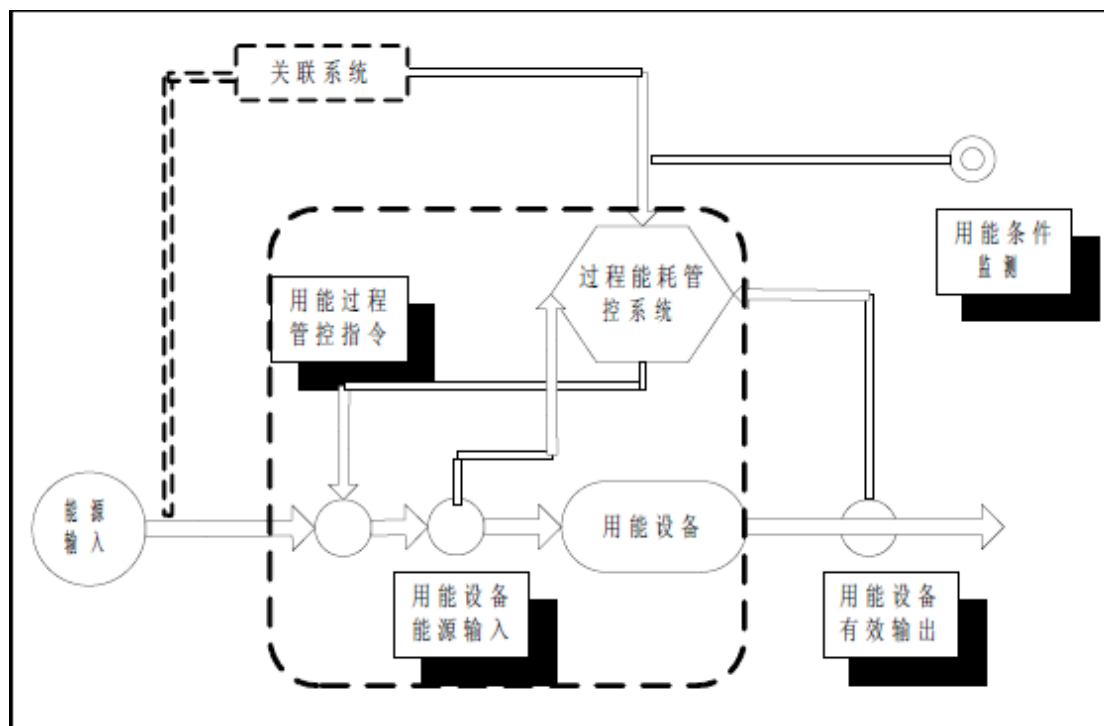 关联系统
用能条件
监测
过程能耗管
控系统
用能过程
管控指令
能源
输入
用能设备
用能设备
能源输入
用能设备
有效输出